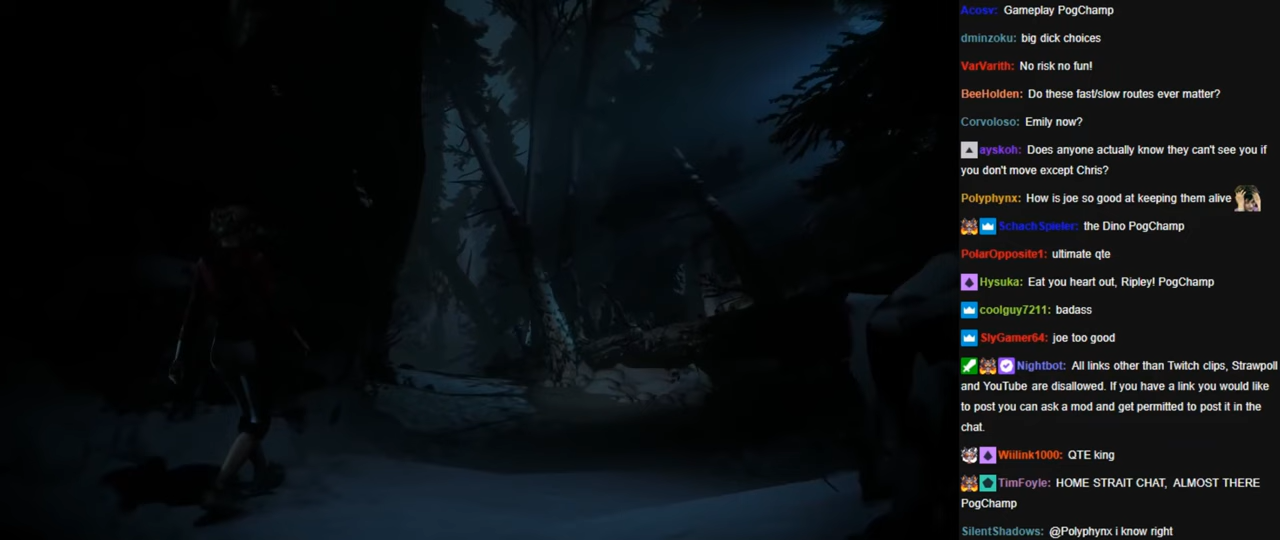 Acosv: Gameplay PogChamp
dminzoku: big dick choices
VarVarith: No risk no fun!
BeeHolden: Do these fast/slow routes ever matter?
Corvoloso: Emily now?
ayskoh: Does anyone actually know they can't see you if
you don't move except Chris?
Polyphynx: How is joe so good at keeping them alive
SchachSpieler: the Dino PogChamp
PolarOpposite1: ultimate qte
Hysuka: Eat you heart out, Ripley! PogChamp
coolguy7211: badass
SlyGamer64: joe too good
Nightbot: All links other than Twitch clips, Strawpoll
and YouTube are disallowed. If you have a link you would like
to post you can ask a mod and get permitted to post it in the
chat.
Wiilink1000: QTE king
TimFoyle: HOME STRAIT CHAT, ALMOST THERE
PogChamp
SilentShadows: @Polyphynx i know right